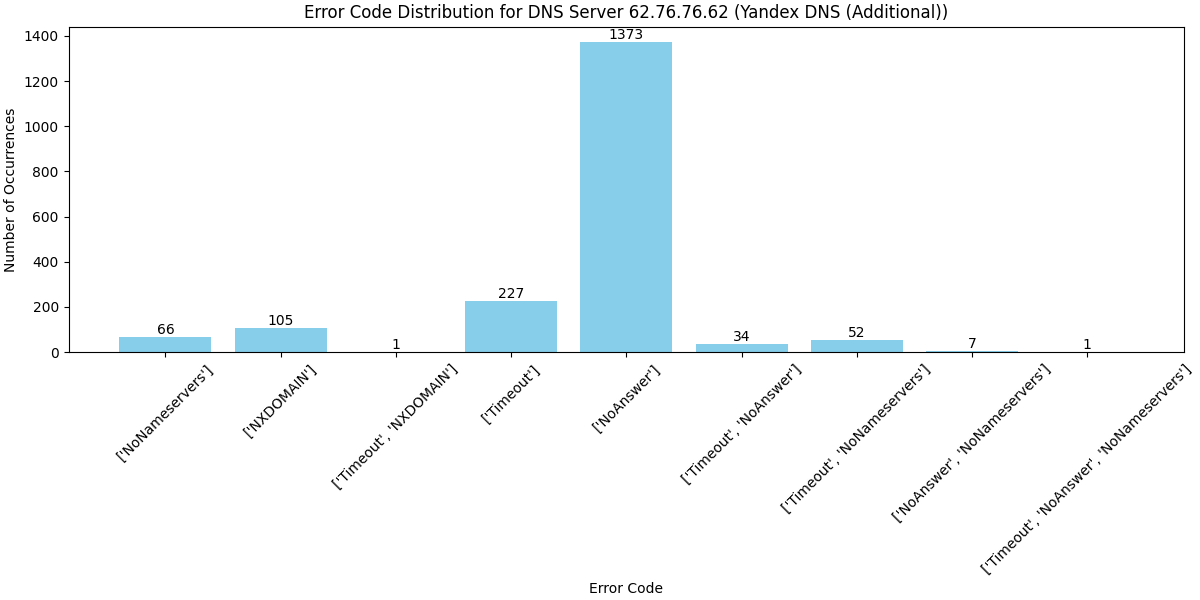 Error Code Distribution for DNS Server 62.76.76.62 (Yandex DNS (Additional))
Number of Occurrences
1400
1200
1000
800
600
400
200
0
66
105
1
227
1373
34
52
7
1
['NoNameservers']
['NXDOMAIN']
['Timeout', 'NXDOMAIN']
['Timeout']
['NoAnswer']
['Timeout', 'NoAnswer']
['Timeout', 'NoNameservers']
['NoAnswer', 'NoNameservers']
['Timeout', 'NoAnswer', 'NoNameservers']
Error Code